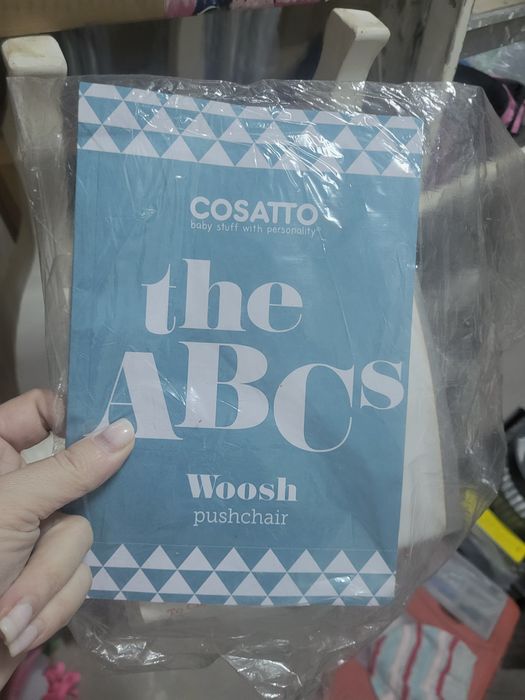 COSATTO
baby stuff with personality®
the
ABCs
Woosh
pushchair